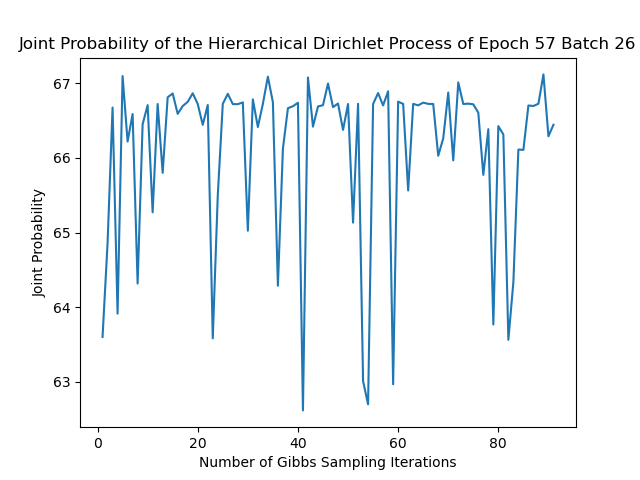 Joint Probability of the Hierarchical Dirichlet Process of Epoch 57 Batch 26
67
66
65
64
63
Joint Probability
0 20 40 60 80
Number of Gibbs Sampling Iterations